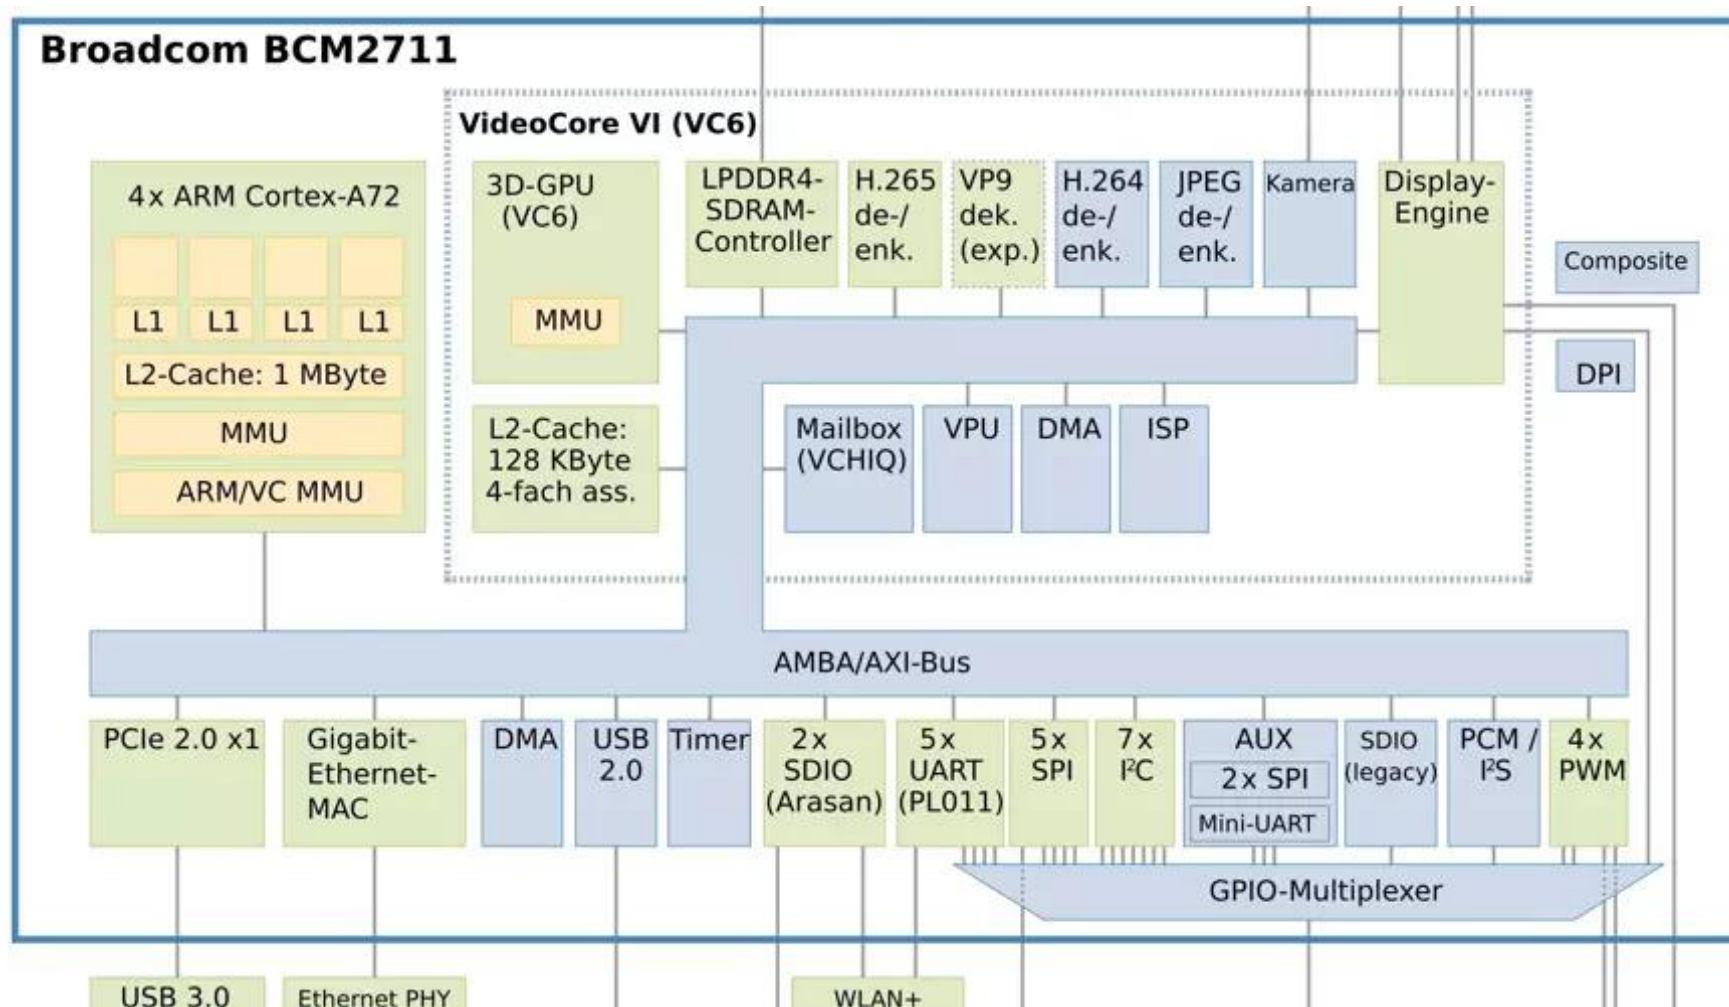 Broadcom BCM2711
VideoCore VI (VC6)
4x ARM Cortex-A72
L1
L1
L1
L1
L2-Cache: 1 MByte
MMU
ARM/VC MMU
3D-GPU
(VC6)
MMU
L2-Cache:
128 KByte
4-fach ass.
LPDDR4-
SDRAM-
Controller
H.265
de-/
enk.
VP9
dek.
(exp.)
H.264
de-/
enk.
JPEG
de-/
enk.
Kamera
Display-
Engine
Composite
DPI
Mailbox
(VCHIQ)
VPU
DMA
ISP
AMBA/AXI-Bus
PCIe 2.0 x1
Gigabit-
Ethernet-
MAC
DMA
USB
2.0
Timer
2x
SDIO
(Arasan)
5x
UART
(PL011)
5x
SPI
7x
I²C
AUX
2x SPI
Mini-UART
SDIO
(legacy)
PCM /
I²S
4x
PWM
GPIO-Multiplexer
USB 3.0
Ethernet PHY
WLAN+